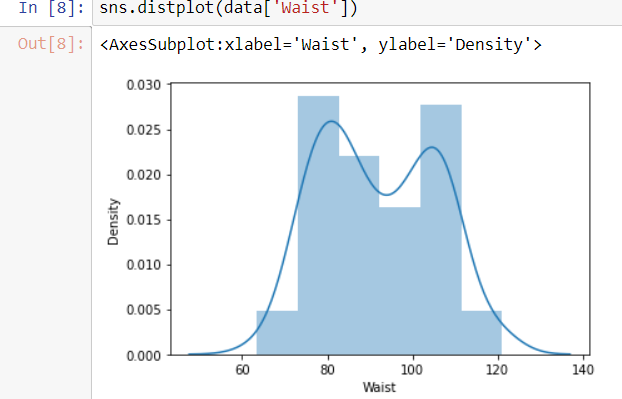 In [8]: sns.distplot(data['Waist'])
Out[8]: <AxesSubplot:xlabel='Waist', ylabel='Density'>
0.030
0.025
0.020
0.015
0.010
0.005
0.000
Density
60 80 100 120 140
Waist